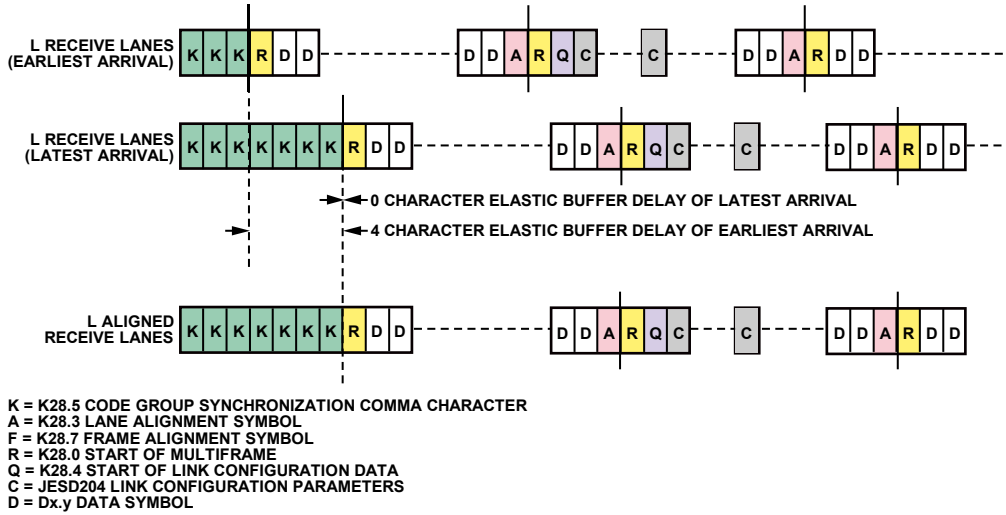 L RECEIVE LANES
(EARLIEST ARRIVAL)
K K K R D D
D D A R Q C
C
D D A R D D
L RECEIVE LANES
(LATEST ARRIVAL)
K K K K K K K R D D
D D A R Q C
C
D D A R D D
0 CHARACTER ELASTIC BUFFER DELAY OF LATEST ARRIVAL
4 CHARACTER ELASTIC BUFFER DELAY OF EARLIEST ARRIVAL
L ALIGNED
RECEIVE LANES
K K K K K K K R D D
D D A R Q C
C
D D A R D D
K = K28.5 CODE GROUP SYNCHRONIZATION COMMA CHARACTER
A = K28.3 LANE ALIGNMENT SYMBOL
F = K28.7 FRAME ALIGNMENT SYMBOL
R = K28.0 START OF MULTIFRAME
Q = K28.4 START OF LINK CONFIGURATION DATA
C = JESD204 LINK CONFIGURATION PARAMETERS
D = Dx.y DATA SYMBOL